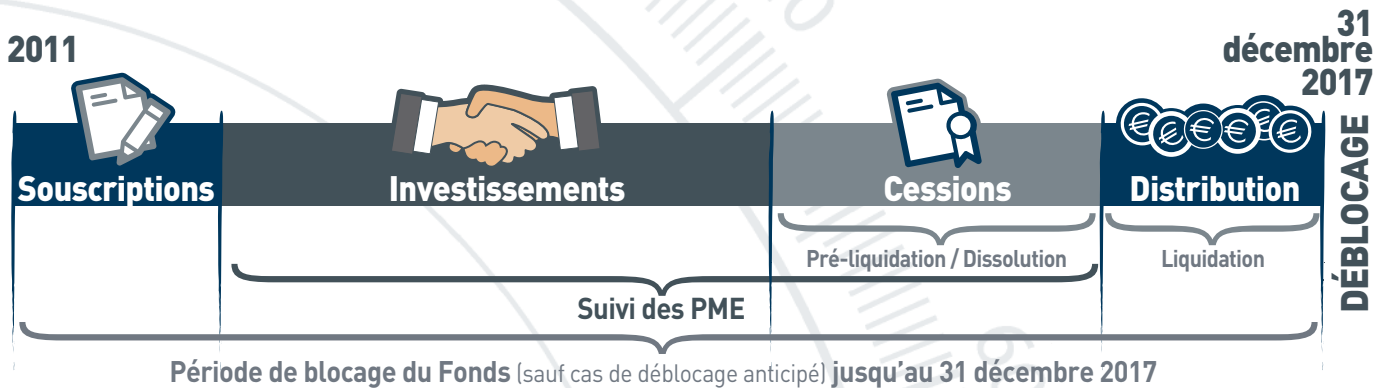 2011
31
décembre
2017
Souscriptions
Investissements
Cessions
Distribution
DÉBLOCAGE
Pré-liquidation / Dissolution
Liquidation
Suivi des PME
Période de blocage du Fonds (sauf cas de déblocage anticipé) jusqu'au 31 décembre 2017